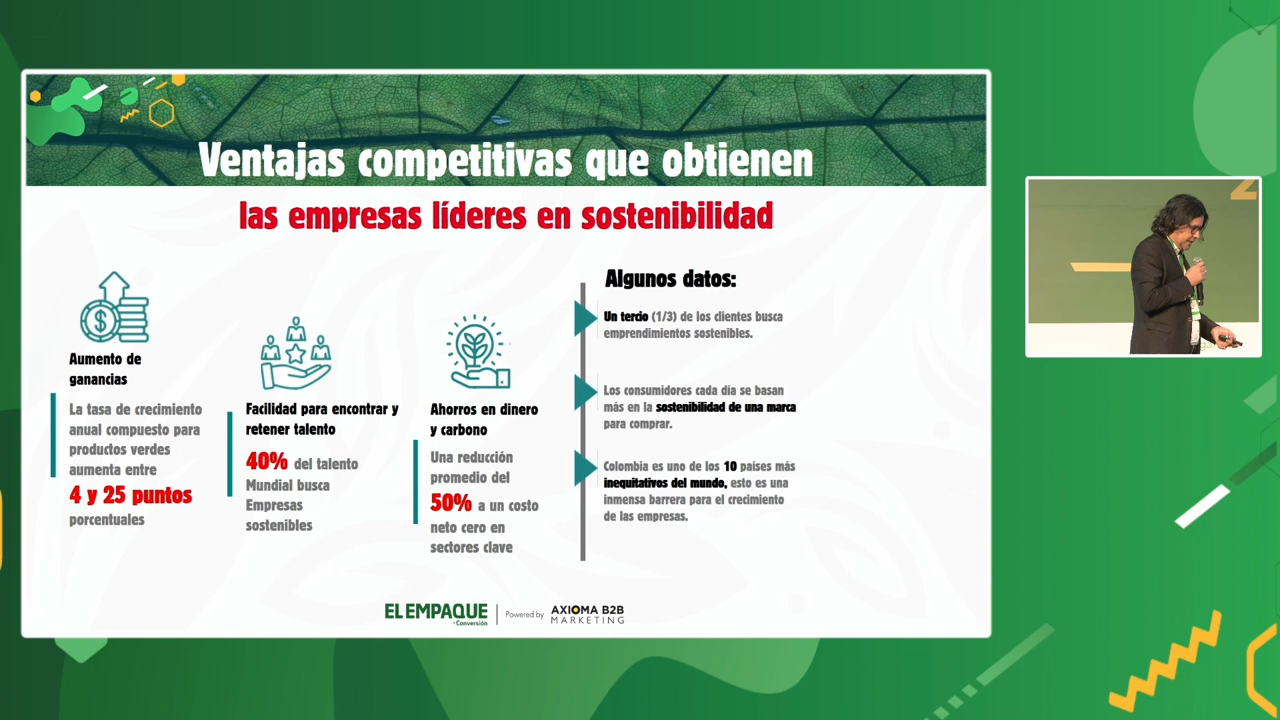 Ventajas competitivas que obtienen
las empresas líderes en sostenibilidad
Aumento de
ganancias
La tasa de crecimiento
anual compuesto para
productos verdes
aumenta entre
4 y 25 puntos
porcentuales
Facilidad para encontrar y
retener talento
40% del talento
Mundial busca
Empresas
sostenibles
Ahorros en dinero
y carbono
Una reducción
promedio del
50% a un costo
neto cero en
sectores clave
Algunos datos:
Un tercio (1/3) de los clientes busca
emprendimientos sostenibles.
Los consumidores cada día se basan
más en la sostenibilidad de una marca
para comprar.
Colombia es uno de los 10 países más
inequitativos del mundo, esto es una
inmensa barrera para el crecimiento
de las empresas.
EL EMPAQUE
+Conversión
Powered by
AXIOMA B2B
MARKETING
2